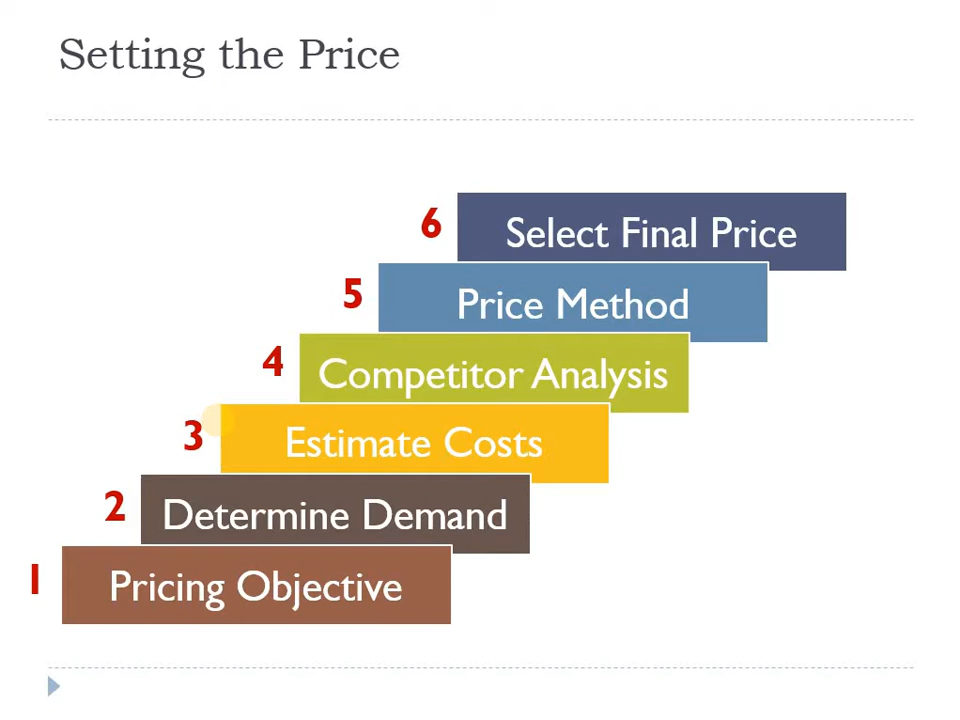 Setting the Price
6
Select Final Price
5
Price Method
4
Competitor Analysis
3
Estimate Costs
2
Determine Demand
1
Pricing Objective